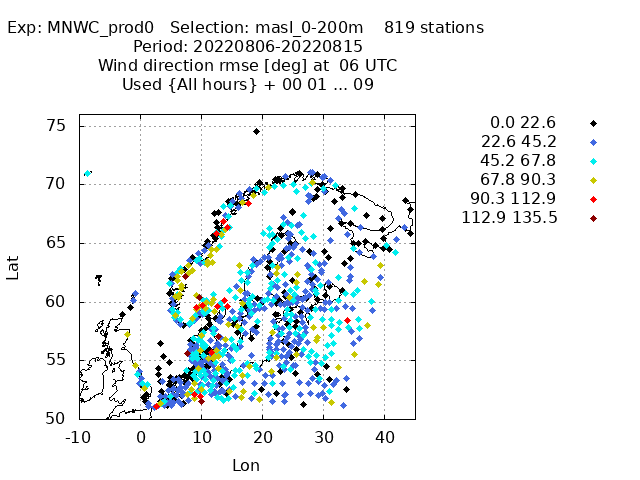 Exp: MNWC_prod0   Selection: masl_0-200m    819 stations
Period: 20220806-20220815
Wind direction rmse [deg] at  06 UTC
Used {All hours} + 00 01 ... 09
0.0 22.6
22.6 45.2
45.2 67.8
67.8 90.3
90.3 112.9
112.9 135.5
75
70
65
60
55
50
Lat
-10 0 10 20 30 40
Lon